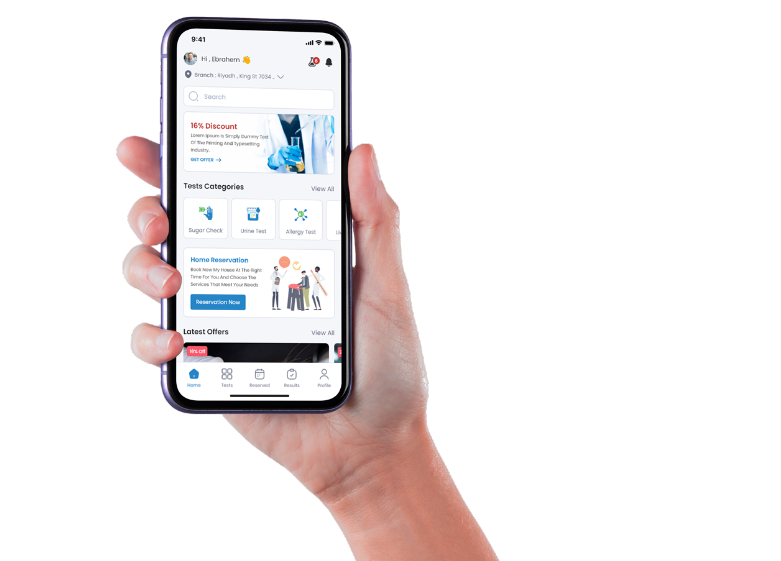 9:41
Hi , Ebrahem 👋
Branch : Riyadh , King St 7034 ...
Search
16% Discount
Lorem Ipsum Is Simply Dummy Text
Of The Printing And Typesetting
Industry.
GET OFFER →
Tests Categories View All
Sugar Check Urine Test Allergy Test
Home Reservation
Book Now My House At The Right
Time For You And Choose The
Services That Meet Your Needs
Reservation Now
Latest Offers View All
10% Off
Home Tests Reserved Results Profile